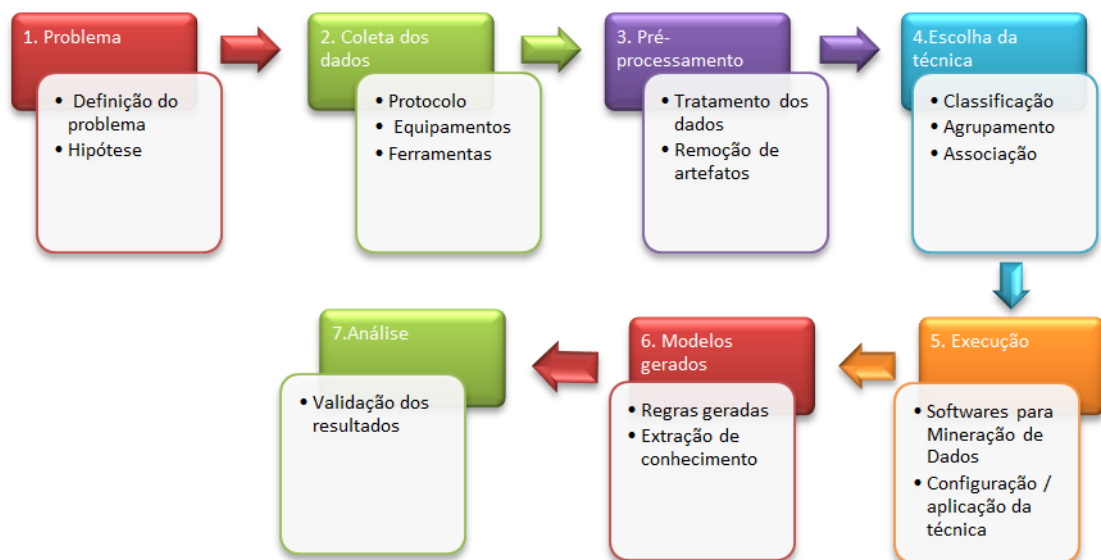 1. Problema
• Definição do
problema
• Hipótese
2. Coleta dos
dados
• Protocolo
• Equipamentos
• Ferramentas
3. Pré-
processamento
• Tratamento dos
dados
• Remoção de
artefatos
4.Escolha da
técnica
• Classificação
• Agrupamento
• Associação
5. Execução
• Softwares para
Mineração de
Dados
• Configuração /
aplicação da
técnica
6. Modelos
gerados
• Regras geradas
• Extração de
conhecimento
7.Análise
• Validação dos
resultados